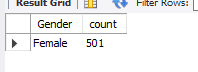 Result Grid Filter Rows:
Gender count
Female 501